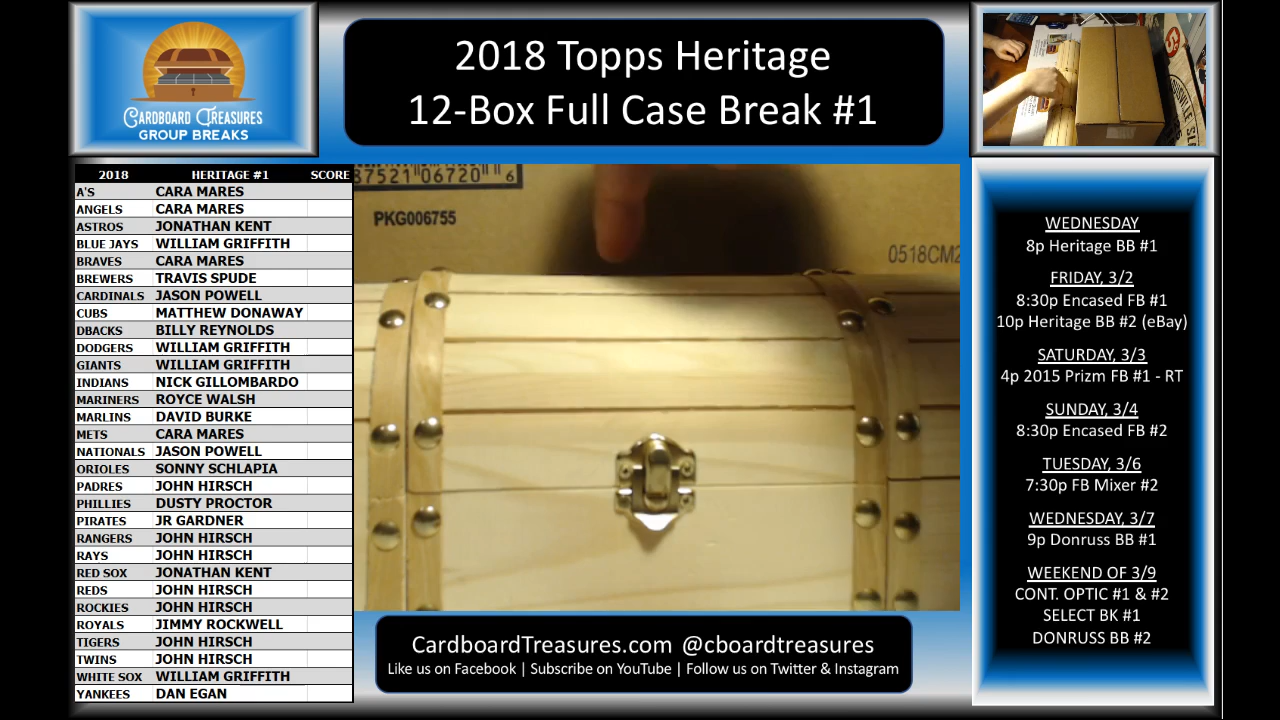 CARDBOARD TREASURES
GROUP BREAKS
2018 Topps Heritage
12-Box Full Case Break #1
2018 HERITAGE #1 SCORE
A'S CARA MARES
ANGELS CARA MARES
ASTROS JONATHAN KENT
BLUE JAYS WILLIAM GRIFFITH
BRAVES CARA MARES
BREWERS TRAVIS SPUDE
CARDINALS JASON POWELL
CUBS MATTHEW DONAWAY
DBACKS BILLY REYNOLDS
DODGERS WILLIAM GRIFFITH
GIANTS WILLIAM GRIFFITH
INDIANS NICK GILLOMBARDO
MARINERS ROYCE WALSH
MARLINS DAVID BURKE
METS CARA MARES
NATIONALS JASON POWELL
ORIOLES SONNY SCHLAPIA
PADRES JOHN HIRSCH
PHILLIES DUSTY PROCTOR
PIRATES JR GARDNER
RANGERS JOHN HIRSCH
RAYS JOHN HIRSCH
RED SOX JONATHAN KENT
REDS JOHN HIRSCH
ROCKIES JOHN HIRSCH
ROYALS JIMMY ROCKWELL
TIGERS JOHN HIRSCH
TWINS JOHN HIRSCH
WHITE SOX WILLIAM GRIFFITH
YANKEES DAN EGAN
87521"06720" 6
PKG006755
0518CM2
CardboardTreasures.com @cboardtreasures
Like us on Facebook | Subscribe on YouTube | Follow us on Twitter & Instagram
WEDNESDAY
8p Heritage BB #1
FRIDAY, 3/2
8:30p Encased FB #1
10p Heritage BB #2 (eBay)
SATURDAY, 3/3
4p 2015 Prizm FB #1 - RT
SUNDAY, 3/4
8:30p Encased FB #2
TUESDAY, 3/6
7:30p FB Mixer #2
WEDNESDAY, 3/7
9p Donruss BB #1
WEEKEND OF 3/9
CONT. OPTIC #1 & #2
SELECT BK #1
DONRUSS BB #2